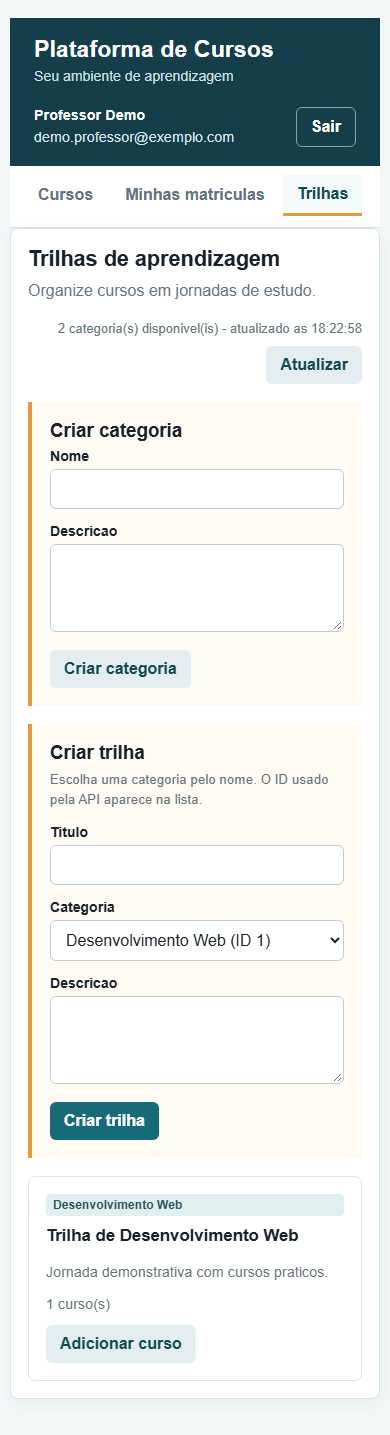 Plataforma de Cursos
Seu ambiente de aprendizagem
Professor Demo
demo.professor@exemplo.com
Sair
Cursos
Minhas matriculas
Trilhas
Trilhas de aprendizagem
Organize cursos em jornadas de estudo.
2 categoria(s) disponivel(is) - atualizado as 18:22:58
Atualizar
Criar categoria
Nome
Descricao
Criar categoria
Criar trilha
Escolha uma categoria pelo nome. O ID usado
pela API aparece na lista.
Titulo
Categoria
Desenvolvimento Web (ID 1)
Descricao
Criar trilha
Desenvolvimento Web
Trilha de Desenvolvimento Web
Jornada demonstrativa com cursos praticos.
1 curso(s)
Adicionar curso